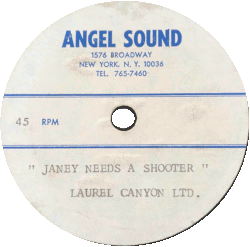 ANGEL SOUND
1576 BROADWAY
NEW YORK, N. Y. 10036
TEL. 765-7460
45 RPM
" JANEY NEEDS A SHOOTER "
LAUREL CANYON LTD.